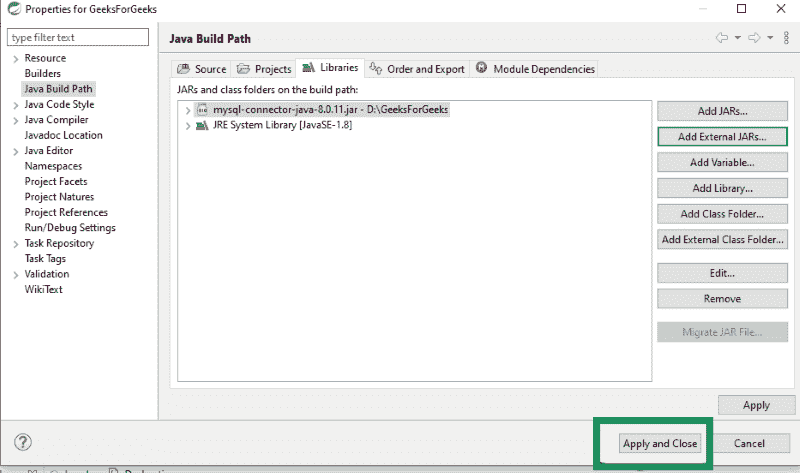 Properties for GeeksForGeeks
type filter text
Resource
Builders
Java Build Path
Java Code Style
Java Compiler
Javadoc Location
Java Editor
Namespaces
Project Facets
Project Natures
Project References
Run/Debug Settings
Task Repository
Task Tags
Validation
WikiText
Java Build Path
Source Projects Libraries Order and Export Module Dependencies
JARs and class folders on the build path:
mysql-connector-java-8.0.11.jar - D:\GeeksForGeeks
JRE System Library [JavaSE-1.8]
Add JARs...
Add External JARs...
Add Variable...
Add Library...
Add Class Folder...
Add External Class Folder...
Edit...
Remove
Migrate JAR File...
Apply
Apply and Close
Cancel